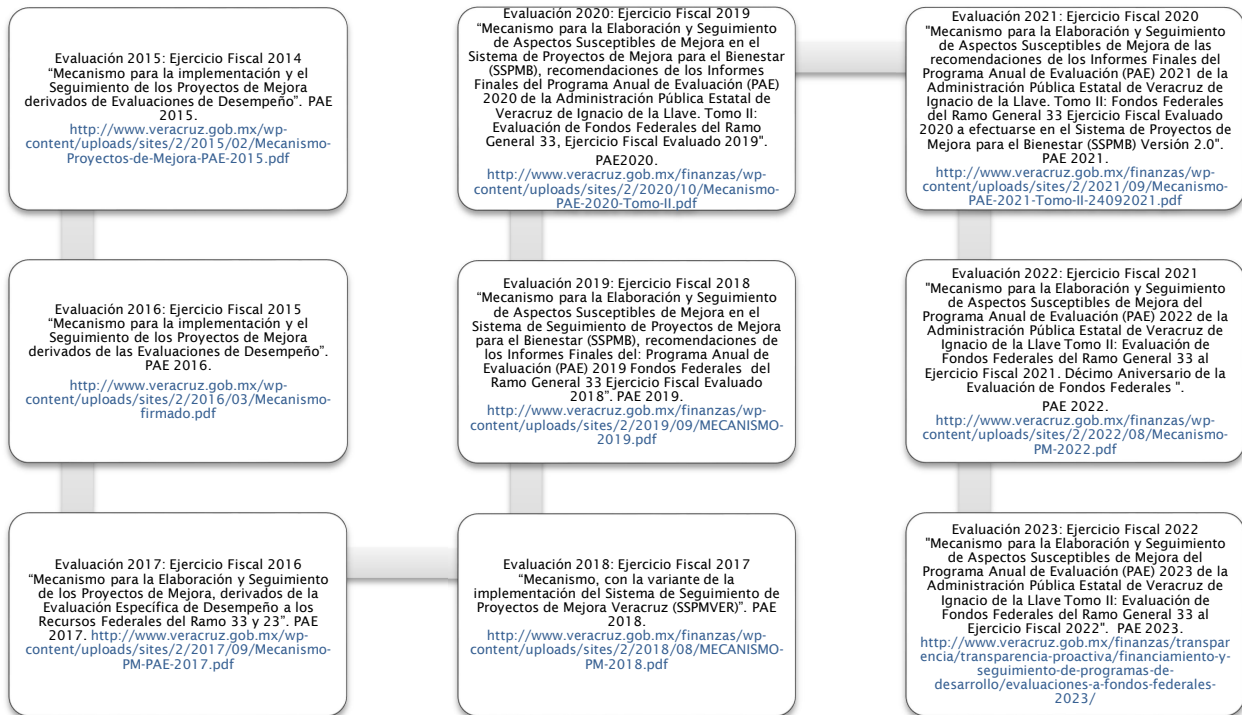 Evaluación 2015: Ejercicio Fiscal 2014
“Mecanismo para la implementación y el
Seguimiento de los Proyectos de Mejora
derivados de Evaluaciones de Desempeño”. PAE
2015.
http://www.veracruz.gob.mx/wp-
content/uploads/sites/2/2015/02/Mecanismo-
Proyectos-de-Mejora-PAE-2015.pdf
Evaluación 2016: Ejercicio Fiscal 2015
“Mecanismo para la implementación y el
Seguimiento de los Proyectos de Mejora
derivados de las Evaluaciones de Desempeño”.
PAE 2016.
http://www.veracruz.gob.mx/wp-
content/uploads/sites/2/2016/03/Mecanismo-
firmado.pdf
Evaluación 2017: Ejercicio Fiscal 2016
“Mecanismo para la Elaboración y Seguimiento
de los Proyectos de Mejora, derivados de la
Evaluación Específica de Desempeño a los
Recursos Federales del Ramo 33 y 23”. PAE
2017. http://www.veracruz.gob.mx/wp-
content/uploads/sites/2/2017/09/Mecanismo-
PM-PAE-2017.pdf
Evaluación 2018: Ejercicio Fiscal 2017
“Mecanismo, con la variante de la
implementación del Sistema de Seguimiento de
Proyectos de Mejora Veracruz (SSPMVER)”. PAE
2018.
http://www.veracruz.gob.mx/finanzas/wp-
content/uploads/sites/2/2018/08/MECANISMO-
PM-2018.pdf
Evaluación 2019: Ejercicio Fiscal 2018
“Mecanismo para la Elaboración y Seguimiento
de Aspectos Susceptibles de Mejora en el
Sistema de Seguimiento de Proyectos de Mejora
para el Bienestar (SSPMB), recomendaciones de
los Informes Finales del: Programa Anual de
Evaluación (PAE) 2019 Fondos Federales del
Ramo General 33 Ejercicio Fiscal Evaluado
2018”. PAE 2019.
http://www.veracruz.gob.mx/finanzas/wp-
content/uploads/sites/2/2019/09/MECANISMO-
2019.pdf
Evaluación 2020: Ejercicio Fiscal 2019
"Mecanismo para la Elaboración y Seguimiento
de Aspectos Susceptibles de Mejora en el
Sistema de Proyectos de Mejora para el Bienestar
(SSPMB), recomendaciones de los Informes
Finales del Programa Anual de Evaluación (PAE)
2020 de la Administración Pública Estatal de
Veracruz de Ignacio de la Llave. Tomo II:
Evaluación de Fondos Federales del Ramo
General 33, Ejercicio Fiscal Evaluado 2019".
PAE2020.
http://www.veracruz.gob.mx/finanzas/wp-
content/uploads/sites/2/2020/10/Mecanismo-
PAE-2020-Tomo-II.pdf
Evaluación 2021: Ejercicio Fiscal 2020
"Mecanismo para la Elaboración y Seguimiento
de Aspectos Susceptibles de Mejora de las
recomendaciones de los Informes Finales del
Programa Anual de Evaluación (PAE) 2021 de la
Administración Pública Estatal de Veracruz de
Ignacio de la Llave. Tomo II: Fondos Federales
del Ramo General 33 Ejercicio Fiscal Evaluado
2020 a efectuarse en el Sistema de Proyectos de
Mejora para el Bienestar (SSPMB) Versión 2.0".
PAE 2021.
http://www.veracruz.gob.mx/finanzas/wp-
content/uploads/sites/2/2021/09/Mecanismo-
PAE-2021-Tomo-II-24092021.pdf
Evaluación 2022: Ejercicio Fiscal 2021
"Mecanismo para la Elaboración y Seguimiento
de Aspectos Susceptibles de Mejora del
Programa Anual de Evaluación (PAE) 2022 de la
Administración Pública Estatal de Veracruz de
Ignacio de la Llave Tomo II: Evaluación de
Fondos Federales del Ramo General 33 al
Ejercicio Fiscal 2021. Décimo Aniversario de la
Evaluación de Fondos Federales ".
PAE 2022.
http://www.veracruz.gob.mx/finanzas/wp-
content/uploads/sites/2/2022/08/Mecanismo-
PM-2022.pdf
Evaluación 2023: Ejercicio Fiscal 2022
"Mecanismo para la Elaboración y Seguimiento
de Aspectos Susceptibles de Mejora del
Programa Anual de Evaluación (PAE) 2023 de la
Administración Pública Estatal de Veracruz de
Ignacio de la Llave Tomo II: Evaluación de
Fondos Federales del Ramo General 33 al
Ejercicio Fiscal 2022". PAE 2023.
http://www.veracruz.gob.mx/finanzas/transpar
encia/transparencia-proactiva/financiamiento-y-
seguimiento-de-programas-de-
desarrollo/evaluaciones-a-fondos-federales-
2023/